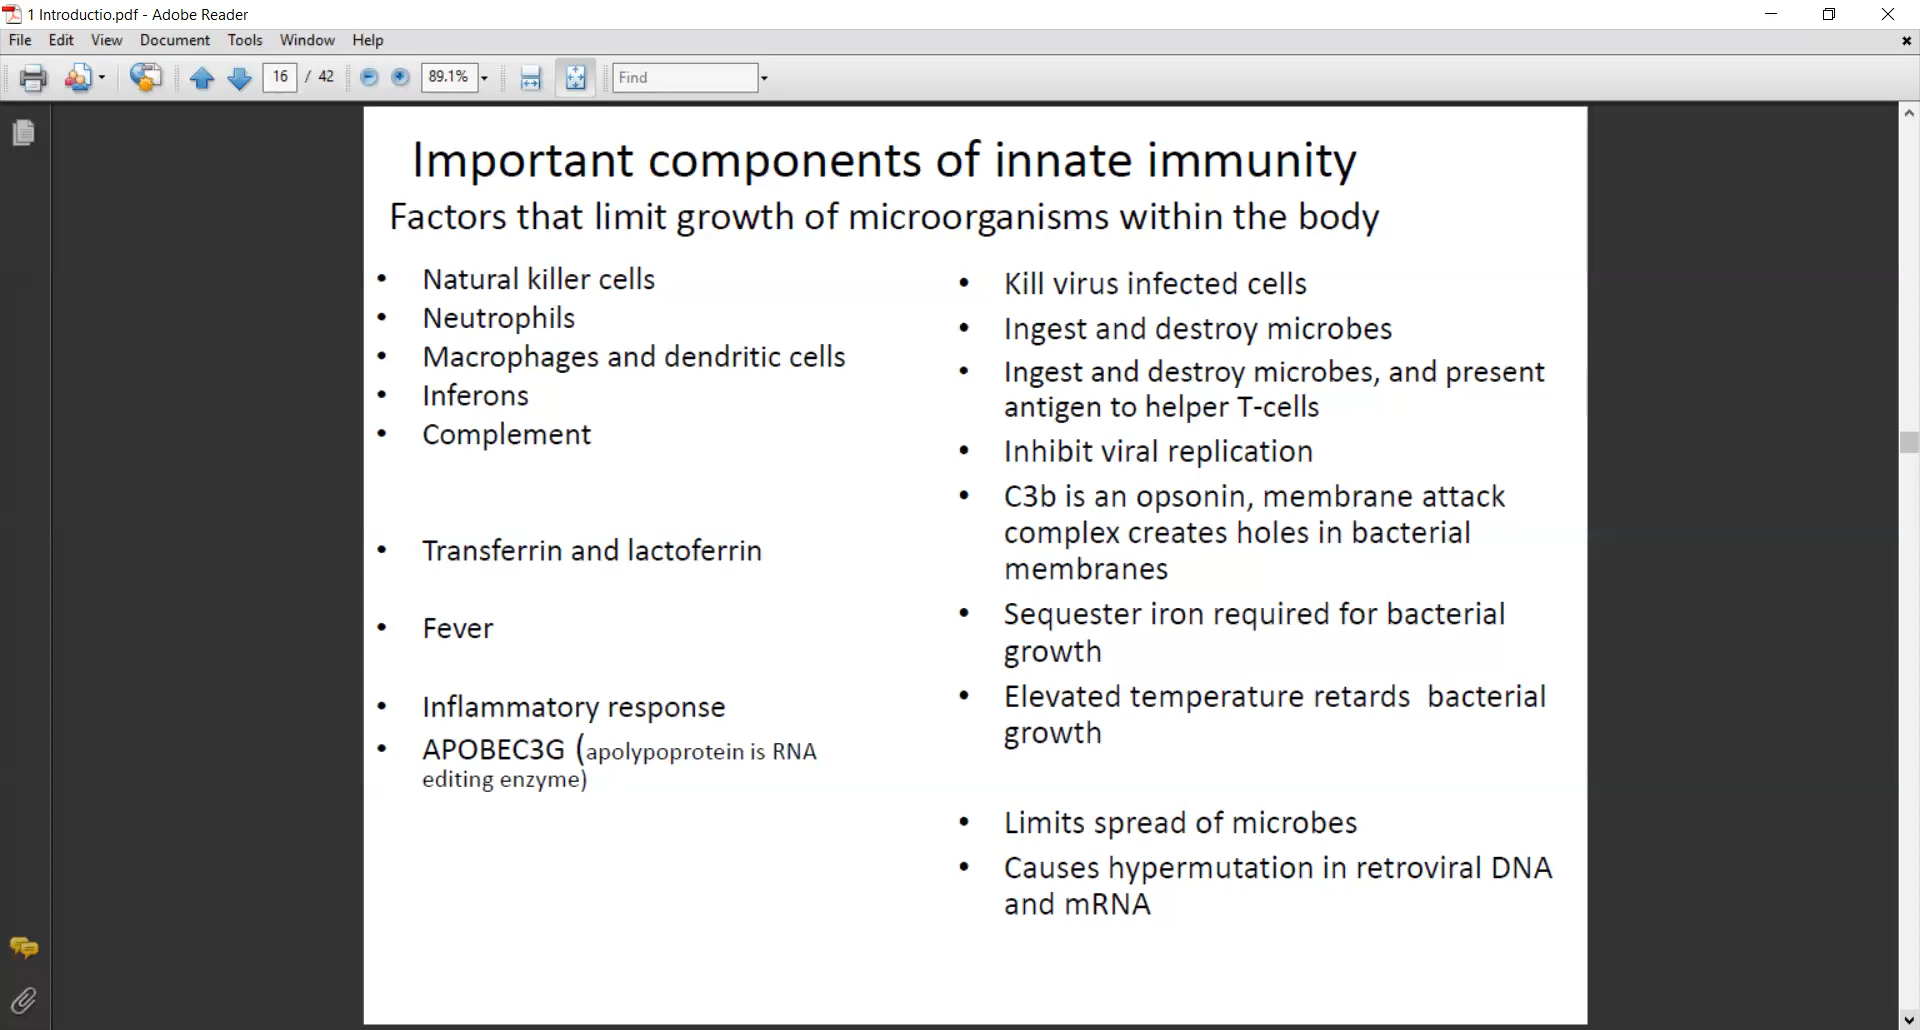 1 Introductio.pdf - Adobe Reader
File Edit View Document Tools Window Help
16 / 42 89.1% Find
Important components of innate immunity
Factors that limit growth of microorganisms within the body
• Natural killer cells
• Neutrophils
• Macrophages and dendritic cells
• Inferons
• Complement
• Transferrin and lactoferrin
• Fever
• Inflammatory response
• APOBEC3G (apolypoprotein is RNA
editing enzyme)
• Kill virus infected cells
• Ingest and destroy microbes
• Ingest and destroy microbes, and present
antigen to helper T-cells
• Inhibit viral replication
• C3b is an opsonin, membrane attack
complex creates holes in bacterial
membranes
• Sequester iron required for bacterial
growth
• Elevated temperature retards  bacterial
growth
• Limits spread of microbes
• Causes hypermutation in retroviral DNA
and mRNA